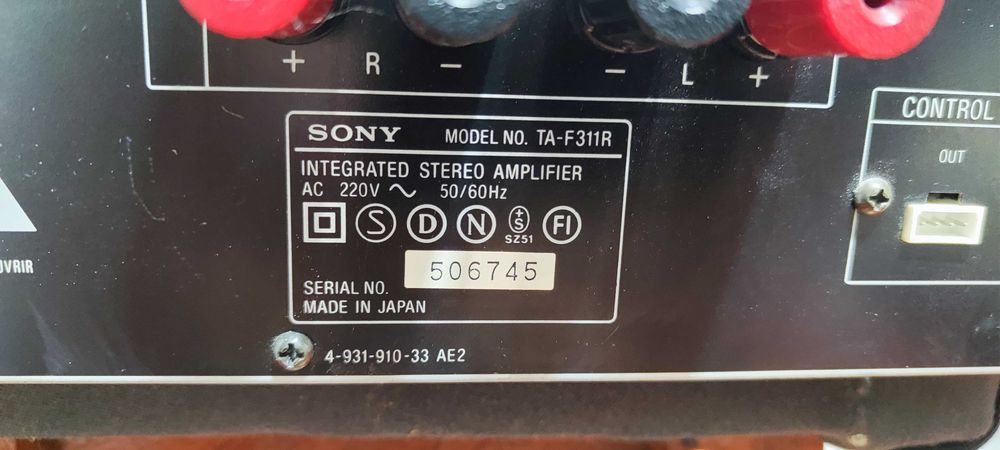 + R − − L +
CONTROL
OUT
SONY MODEL NO. TA-F311R
INTEGRATED STEREO AMPLIFIER
AC 220V ~ 50/60Hz
S D N +S FI
SZ51
506745
SERIAL NO.
MADE IN JAPAN
4-931-910-33 AE2